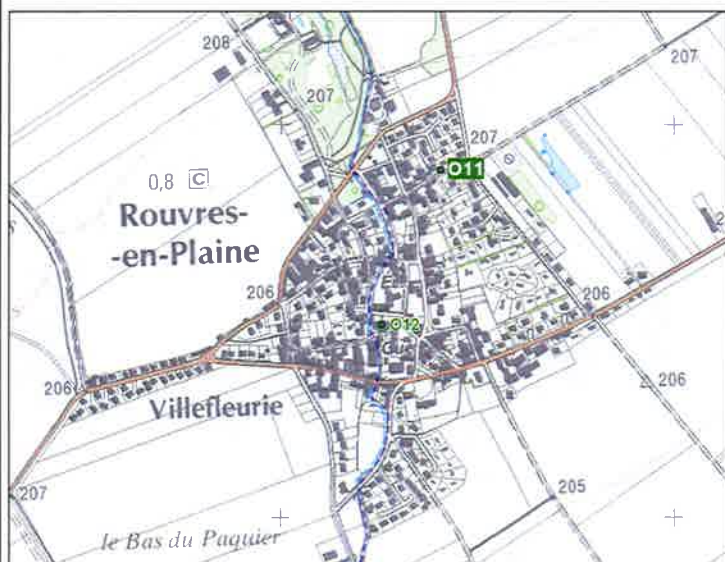 208
207
207
207
O11
0,8 C
Rouvres-
-en-Plaine
206
206
O12
206
206
Villefleurie
207
205
le Bas du Paquier